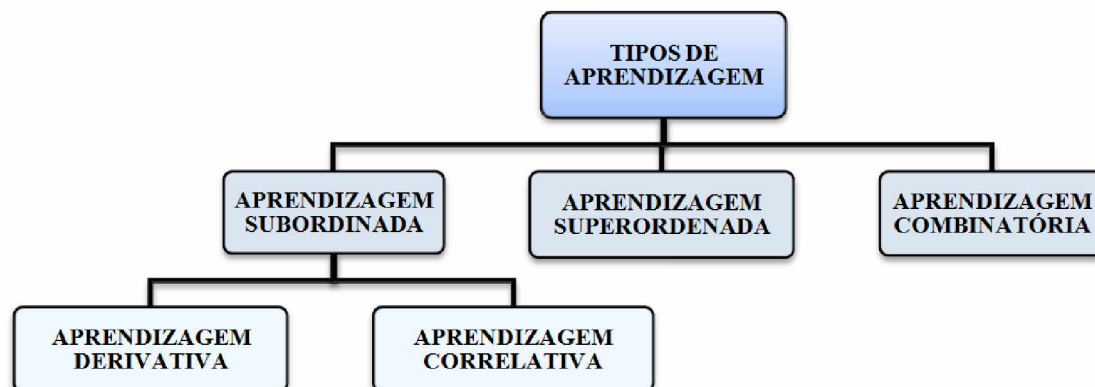 TIPOS DE
APRENDIZAGEM
APRENDIZAGEM
SUBORDINADA
APRENDIZAGEM
SUPERORDENADA
APRENDIZAGEM
COMBINATÓRIA
APRENDIZAGEM
DERIVATIVA
APRENDIZAGEM
CORRELATIVA